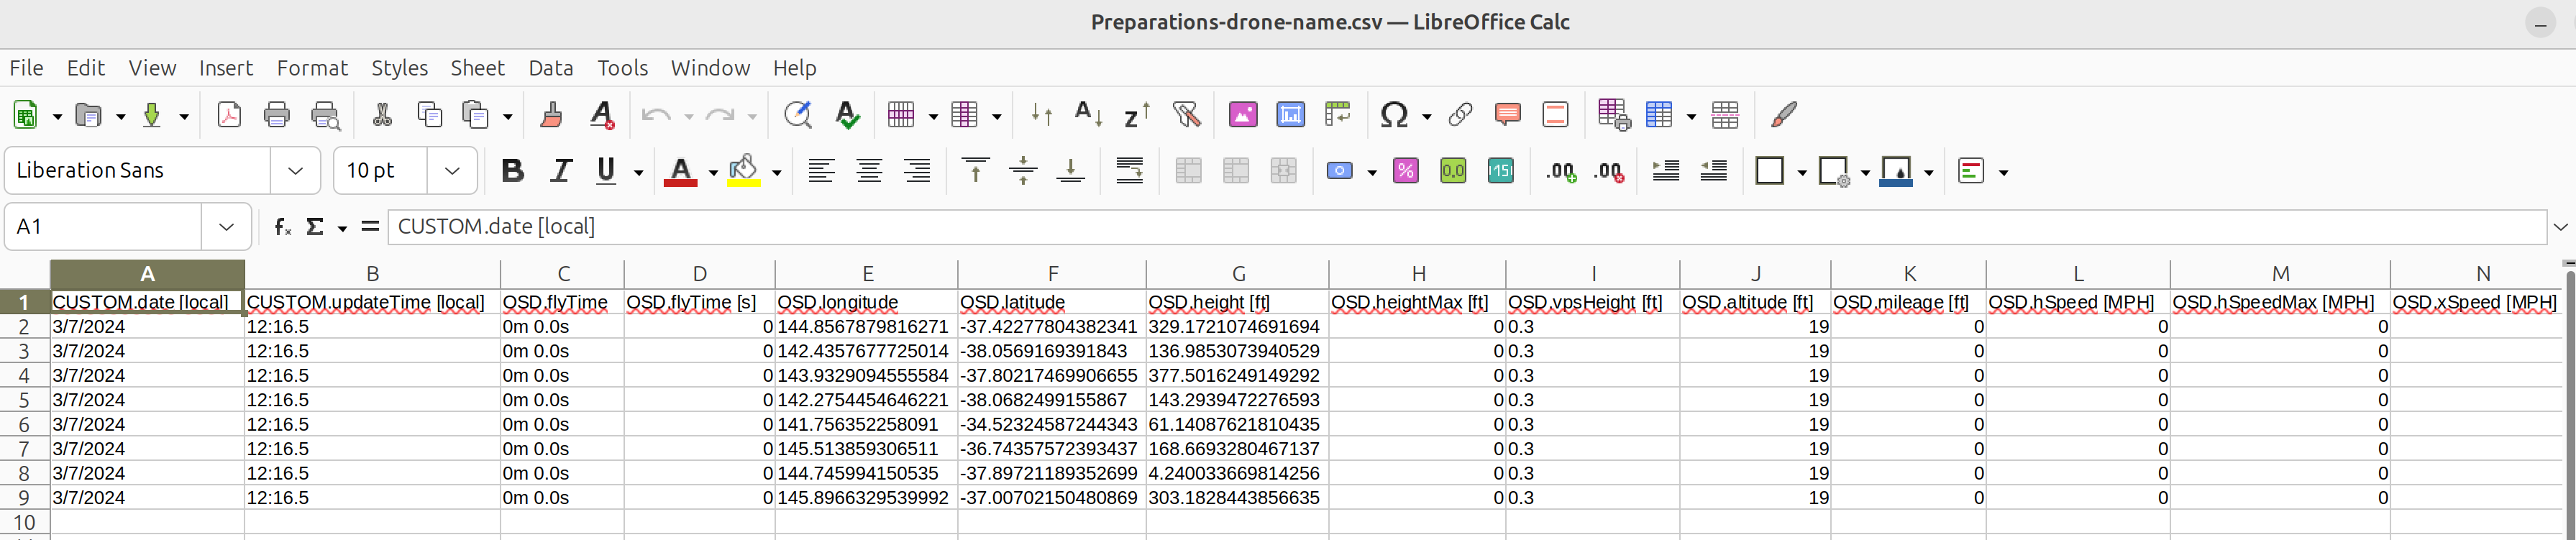 Preparations-drone-name.csv — LibreOffice Calc
File Edit View Insert Format Styles Sheet Data Tools Window Help
Liberation Sans 10 pt B I U A
A1 CUSTOM.date [local]
A B C D E F G H I J K L M N
1 CUSTOM.date [local] CUSTOM.updateTime [local] OSD.flyTime OSD.flyTime [s] OSD.longitude OSD.latitude OSD.height [ft] OSD.heightMax [ft] OSD.vpsHeight [ft] OSD.altitude [ft] OSD.mileage [ft] OSD.hSpeed [MPH] OSD.hSpeedMax [MPH] OSD.xSpeed [MPH]
2 3/7/2024 12:16.5 0m 0.0s 0 144.8567879816271 -37.42277804382341 329.1721074691694 0 0.3 19 0 0 0
3 3/7/2024 12:16.5 0m 0.0s 0 142.4357677725014 -38.0569169391843 136.9853073940529 0 0.3 19 0 0 0
4 3/7/2024 12:16.5 0m 0.0s 0 143.9329094555584 -37.80217469906655 377.5016249149292 0 0.3 19 0 0 0
5 3/7/2024 12:16.5 0m 0.0s 0 142.2754454646221 -38.0682499155867 143.2939472276593 0 0.3 19 0 0 0
6 3/7/2024 12:16.5 0m 0.0s 0 141.756352258091 -34.52324587244343 61.14087621810435 0 0.3 19 0 0 0
7 3/7/2024 12:16.5 0m 0.0s 0 145.513859306511 -36.74357572393437 168.6693280467137 0 0.3 19 0 0 0
8 3/7/2024 12:16.5 0m 0.0s 0 144.745994150535 -37.89721189352699 4.240033669814256 0 0.3 19 0 0 0
9 3/7/2024 12:16.5 0m 0.0s 0 145.8966329539992 -37.00702150480869 303.1828443856635 0 0.3 19 0 0 0
10